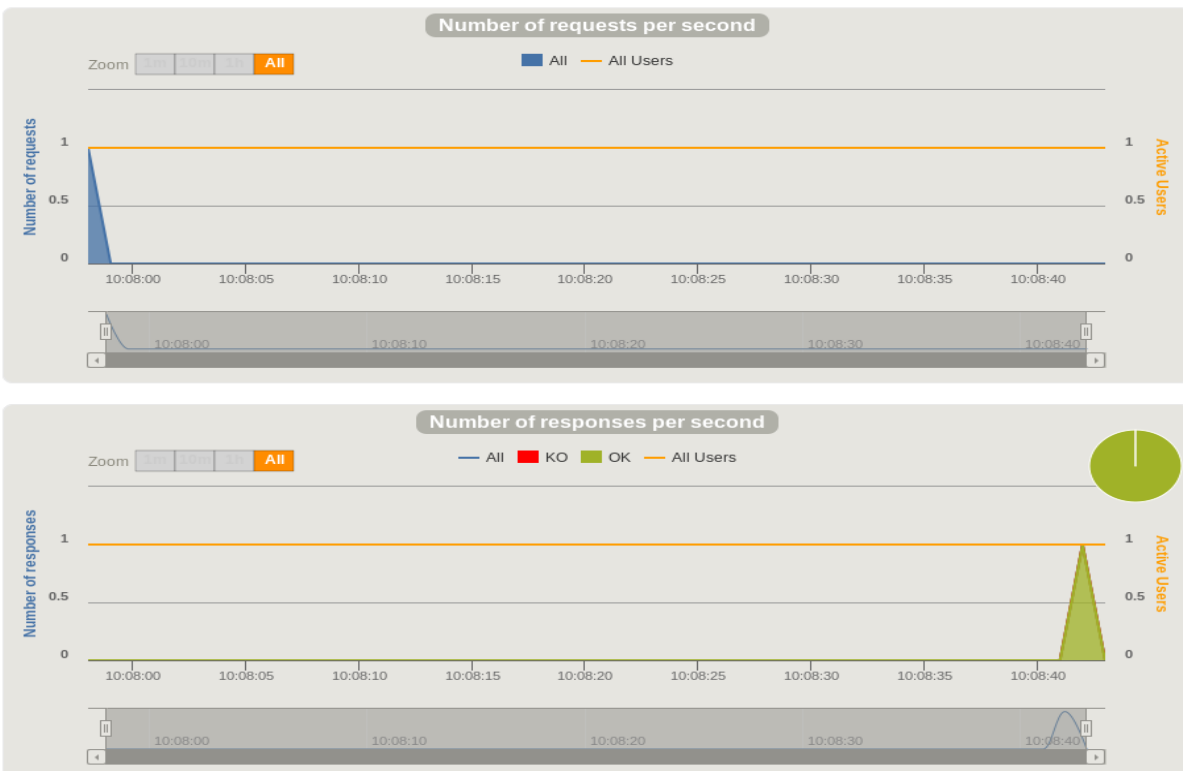 Number of requests per second
Zoom 1m 10m 1h All
All All Users
Number of requests
1
0.5
0
1
0.5
0
Active Users
10:08:00 10:08:05 10:08:10 10:08:15 10:08:20 10:08:25 10:08:30 10:08:35 10:08:40
10:08:00 10:08:10 10:08:20 10:08:30 10:08:40
Number of responses per second
Zoom 1m 10m 1h All
All KO OK All Users
Number of responses
1
0.5
0
1
0.5
0
Active Users
10:08:00 10:08:05 10:08:10 10:08:15 10:08:20 10:08:25 10:08:30 10:08:35 10:08:40
10:08:00 10:08:10 10:08:20 10:08:30 10:08:40